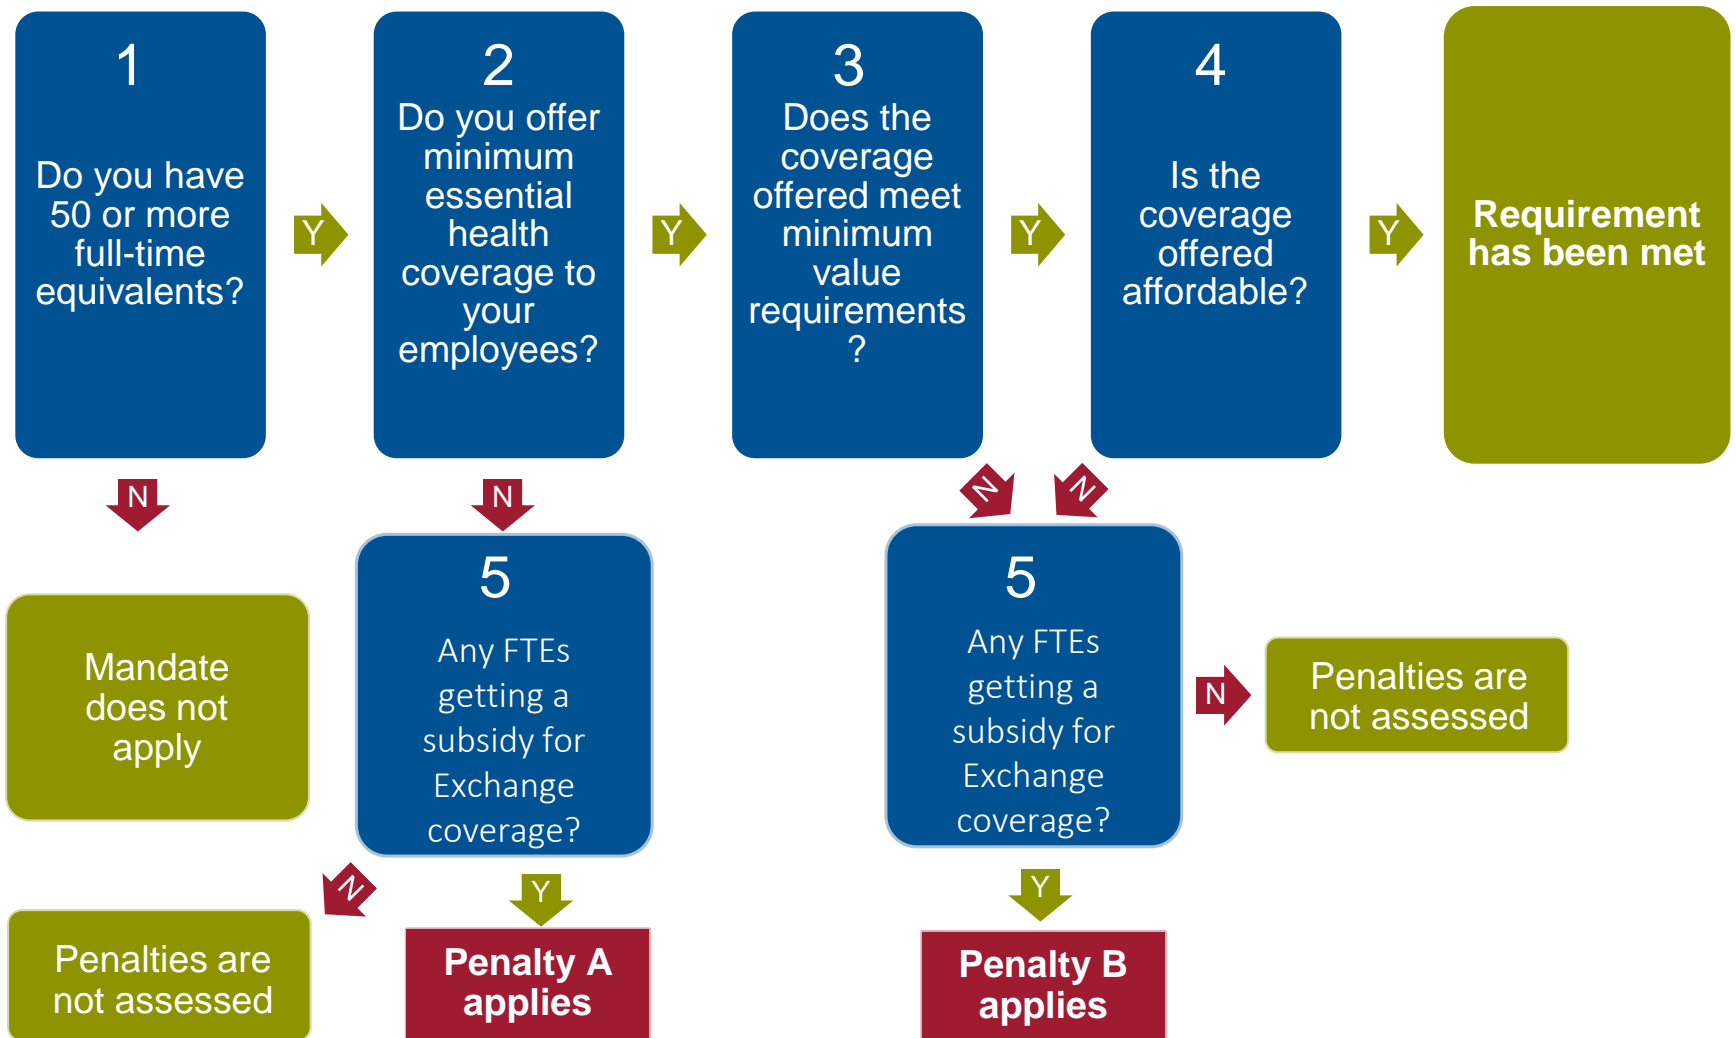 1
Do you have
50 or more
full-time
equivalents?
Y
2
Do you offer
minimum
essential
health
coverage to
your
employees?
Y
3
Does the
coverage
offered meet
minimum
value
requirements
?
Y
4
Is the
coverage
offered
affordable?
Y
Requirement
has been met
N
N
N
N
Mandate
does not
apply
5
Any FTEs
getting a
subsidy for
Exchange
coverage?
5
Any FTEs
getting a
subsidy for
Exchange
coverage?
N
Penalties are
not assessed
N
Y
Y
Penalties are
not assessed
Penalty A
applies
Penalty B
applies